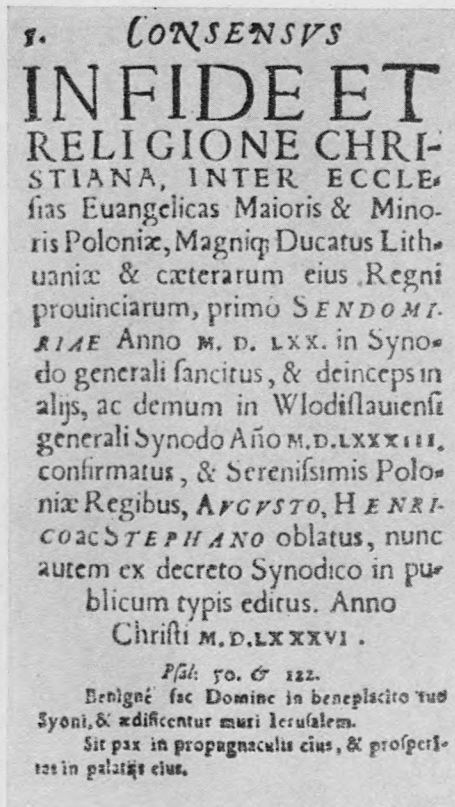 1. CONSENSVS
IN FIDE ET
RELIGIONE CHRI-
STIANA, INTER ECCLE-
ſias Euangelicas Maioris & Mino-
ris Poloniæ, Magniq; Ducatus Lith-
uaniæ & cæterarum eius Regni
prouinciarum, primo SENDOMI-
RIAE Anno M. D. LXX. in Syno-
do generali ſancitus, & deinceps in
alijs, ac demum in Wlodiſlauienſi
generali Synodo Año M.D.LXXXIII.
confirmatus, & Sereniſsimis Polo-
niæ Regibus, AVGVSTO, HENRI-
CO ac STEPHANO oblatus, nunc
autem ex decreto Synodico in pu-
blicum typis editus. Anno
Chriſti M.D.LXXXVI.
Pſal: 50. & 122.
Benigné fac Domine in beneplacito tuo
Syoni, & ædificentur muri Ieruſalem.
Sit pax in propugnaculis eius, & proſperi-
tas in palatijs eius.